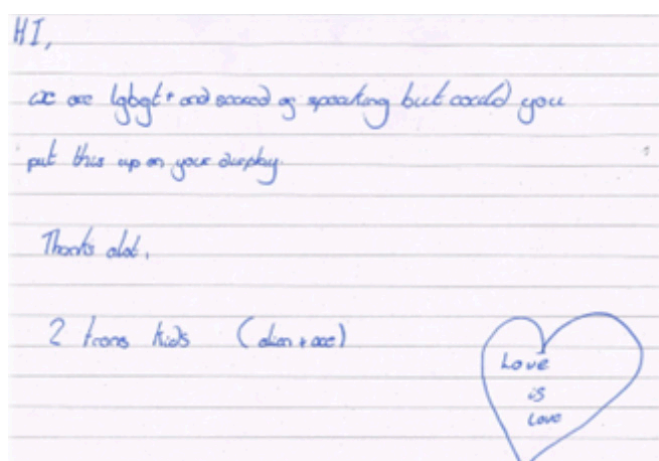 HI,
we are lgbgt+ and scared of speaking but could you
put this up on your display.
Thanks alot,
2 trans kids (
Love
is
Love